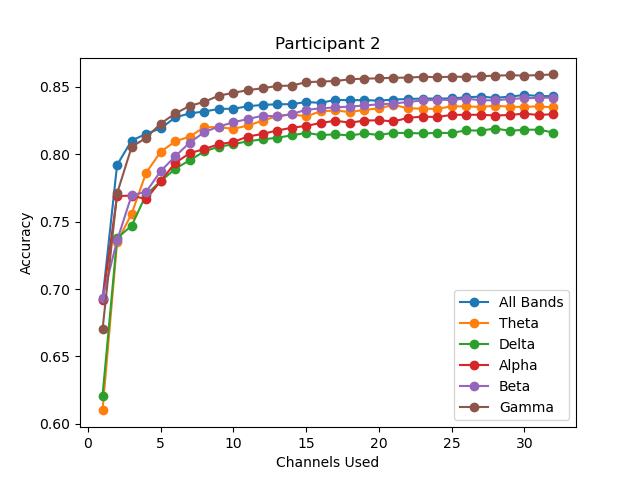 Participant 2
Accuracy
0.85
0.80
0.75
0.70
0.65
0.60
0
5
10
15
20
25
30
Channels Used
All Bands
Theta
Delta
Alpha
Beta
Gamma